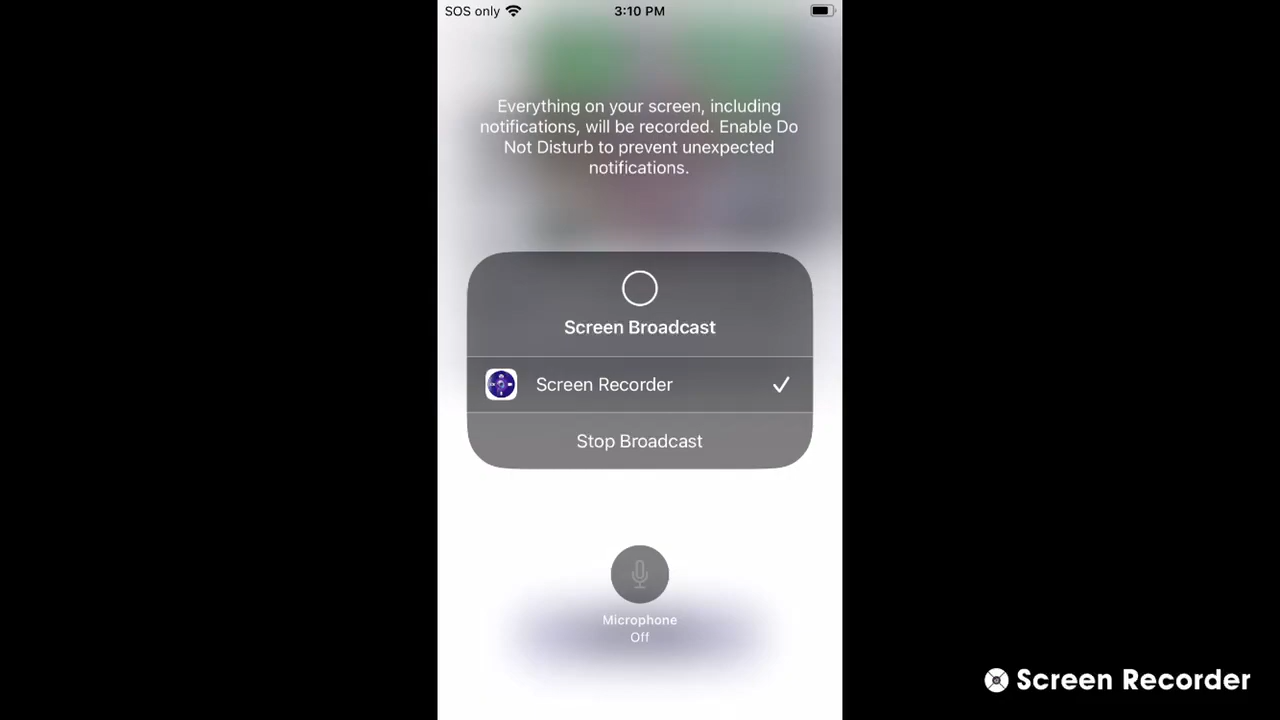 SOS only
3:10 PM
Everything on your screen, including
notifications, will be recorded. Enable Do
Not Disturb to prevent unexpected
notifications.
Screen Broadcast
Screen Recorder
Stop Broadcast
Microphone
Off
Screen Recorder